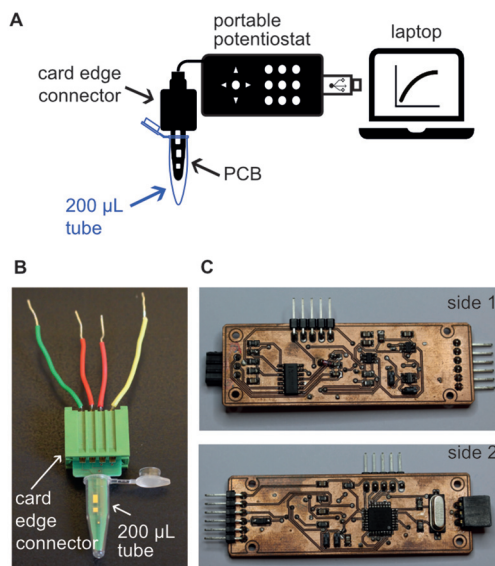 A
portable
potentiostat
laptop
card edge
connector
PCB
200 µL
tube
B
C
side 1
side 2
card
edge
connector
200 µL
tube